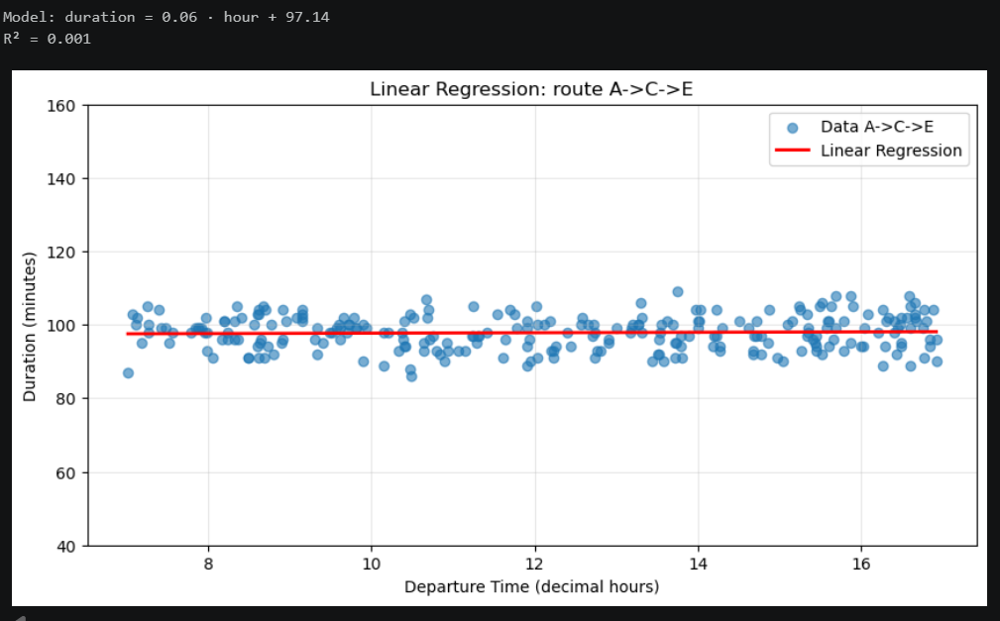 Model: duration = 0.06 · hour + 97.14
R² = 0.001
Linear Regression: route A->C->E
160
140
120
100
80
60
40
Duration (minutes)
Data A->C->E
Linear Regression
8 10 12 14 16
Departure Time (decimal hours)